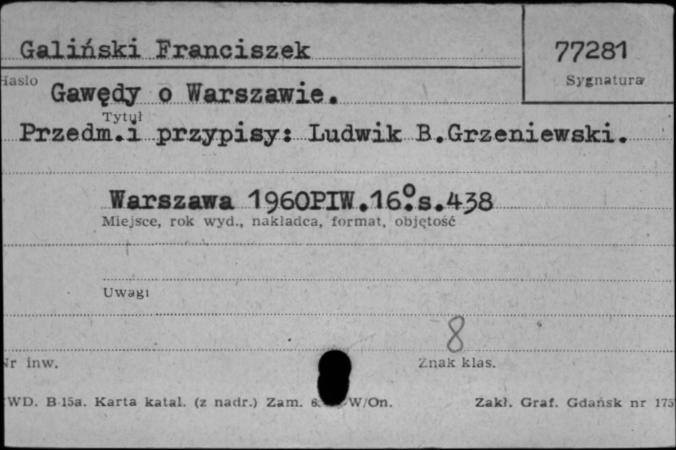 Galiński Franciszek
77281
Hasło
Sygnatura
Gawędy o Warszawie.
Tytuł
Przedm.i przypisy: Ludwik B.Grzeniewski.
Warszawa 1960PIW.16°.s.438
Miejsce, rok wyd., nakładca, format, objętość
Uwagi
8
Nr inw.
Znak klas.
WD. B-15a. Karta katal. (z nadr.) Zam. W/On.
Zakł. Graf. Gdańsk nr 175